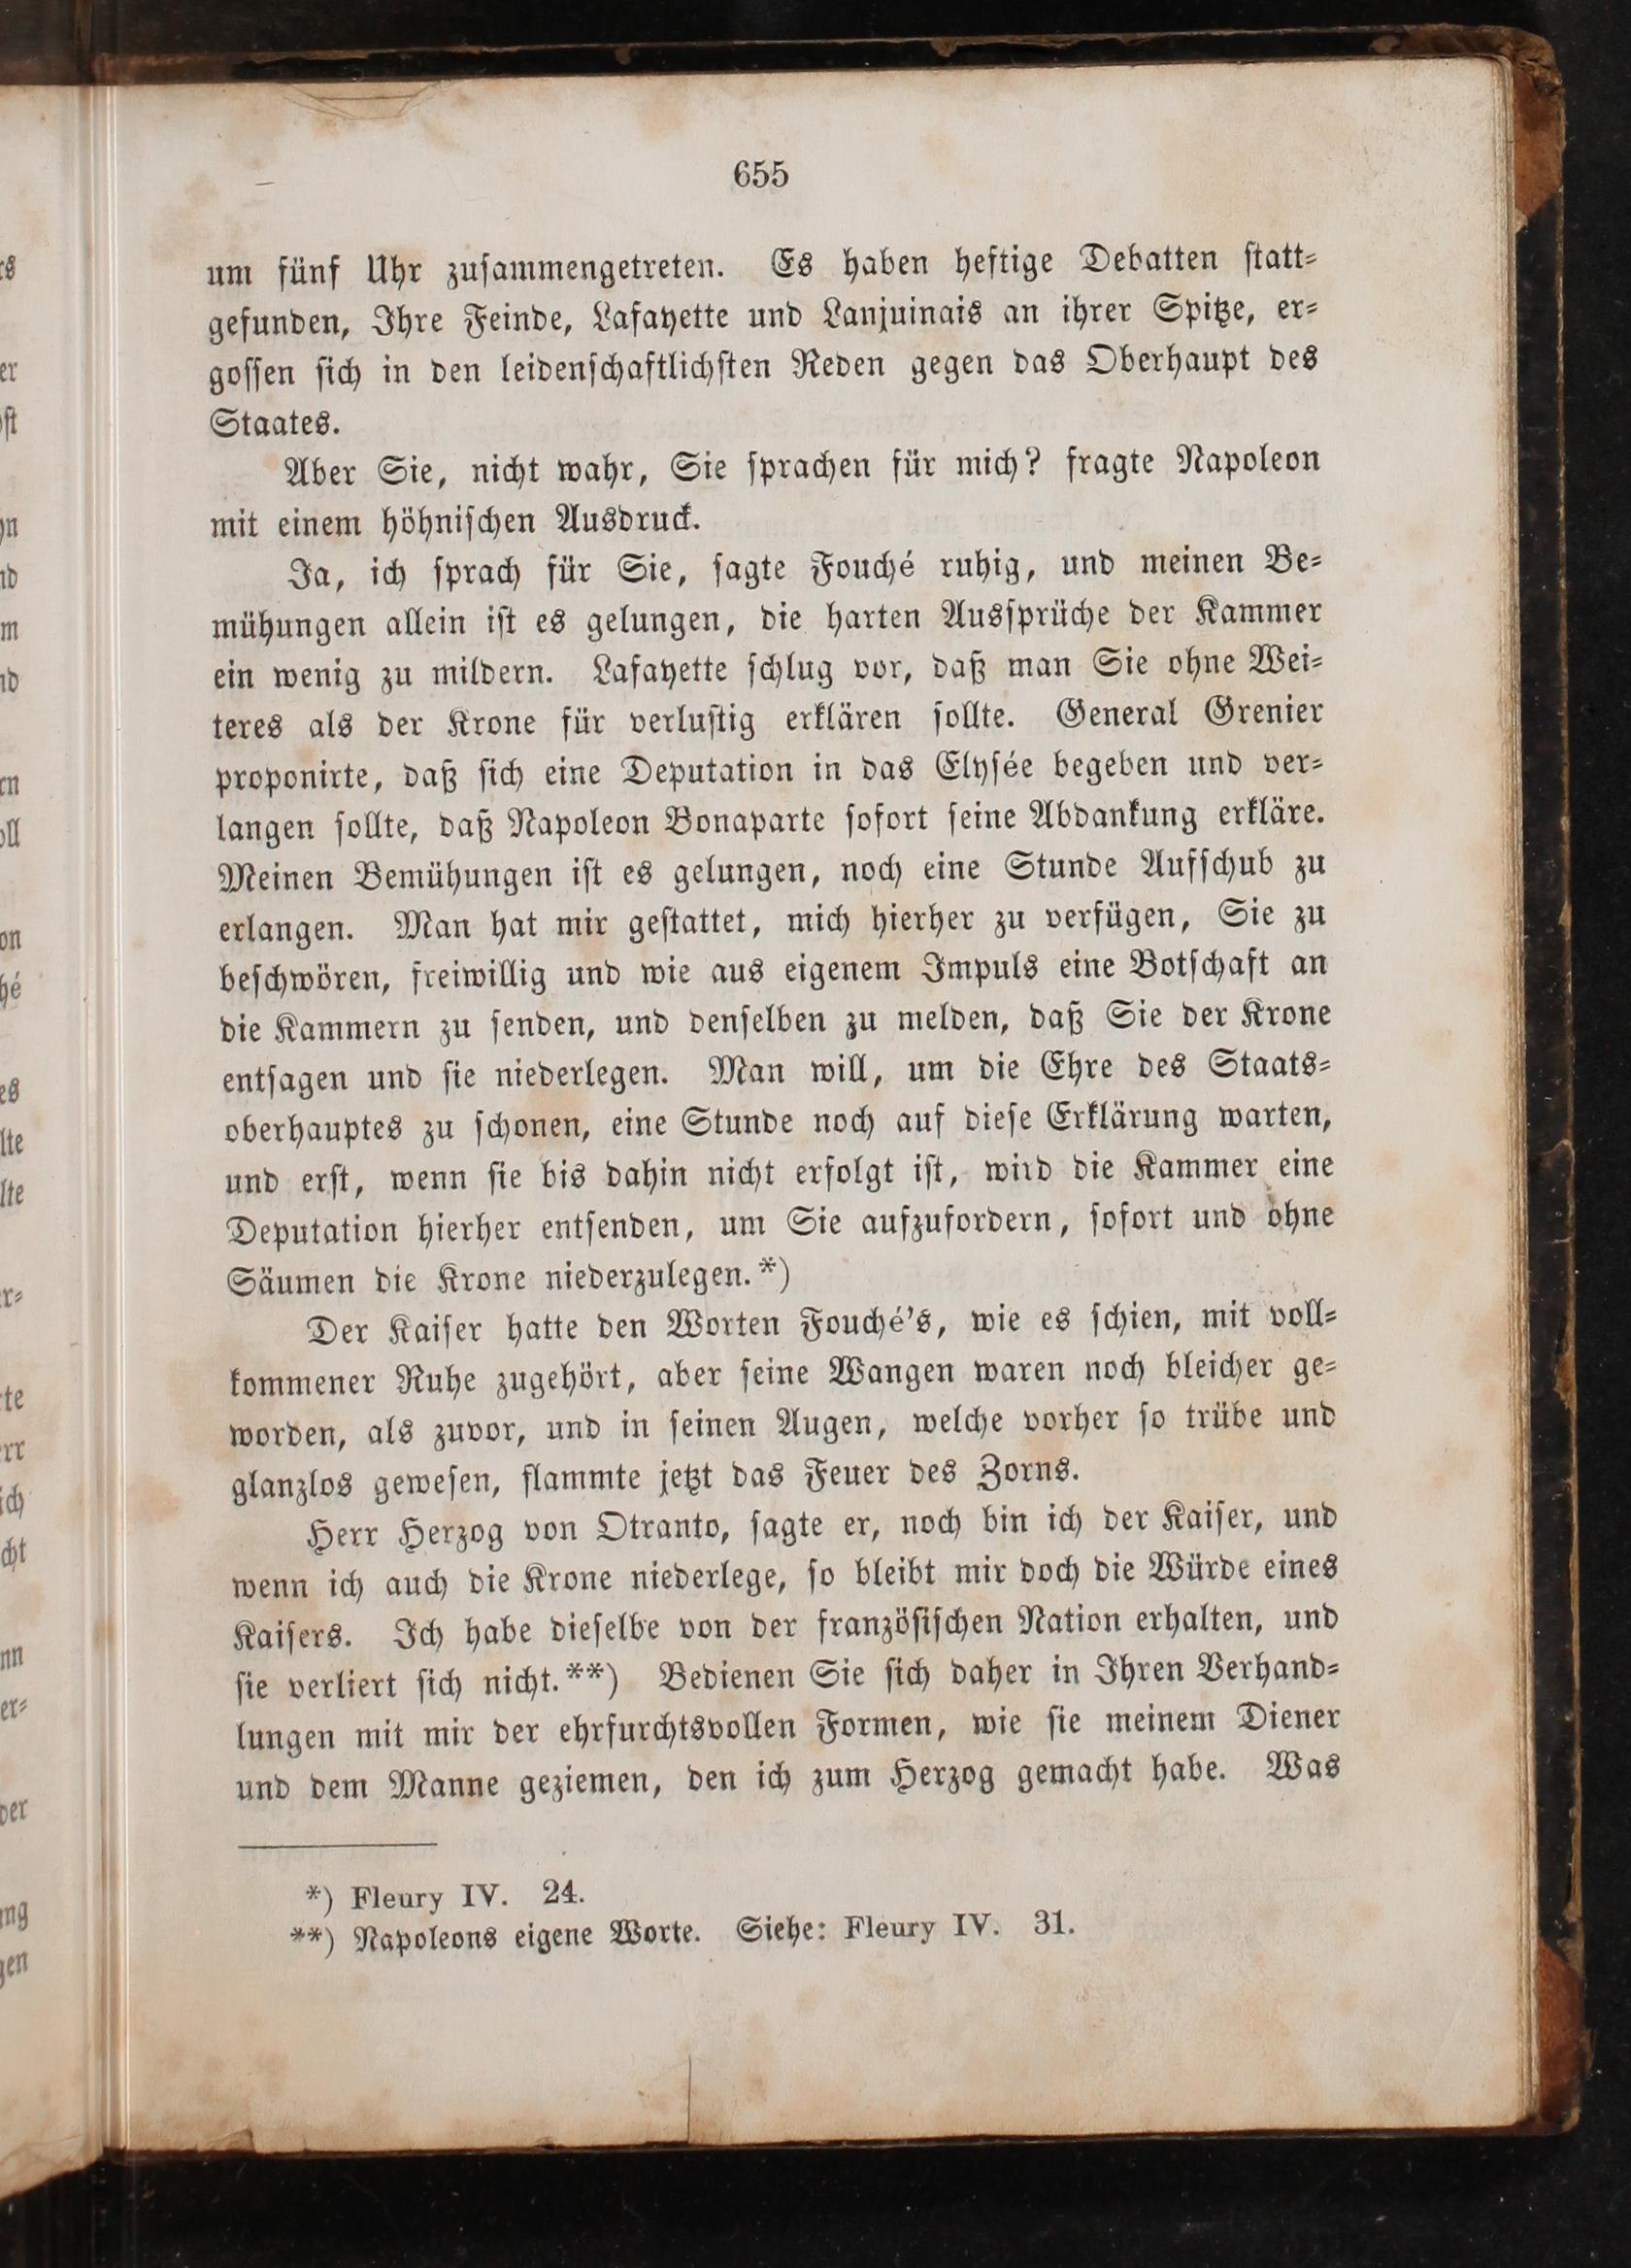 655
um fünf Uhr zusammengetreten. Es haben heftige Debatten statt-
gefunden, Ihre Feinde, Lafayette und Lanjuinais an ihrer Spitze, er-
gossen sich in den leidenschaftlichsten Reden gegen das Oberhaupt des
Staates.
Aber Sie, nicht wahr, Sie sprachen für mich? fragte Napoleon
mit einem höhnischen Ausdruck.
Ja, ich sprach für Sie, sagte Fouché ruhig, und meinen Be-
mühungen allein ist es gelungen, die harten Aussprüche der Kammer
ein wenig zu mildern. Lafayette schlug vor, daß man Sie ohne Wei-
teres als der Krone für verlustig erklären sollte. General Grenier
proponirte, daß sich eine Deputation in das Elysée begeben und ver-
langen sollte, daß Napoleon Bonaparte sofort seine Abdankung erkläre.
Meinen Bemühungen ist es gelungen, noch eine Stunde Aufschub zu
erlangen. Man hat mir gestattet, mich hierher zu verfügen, Sie zu
beschwören, freiwillig und wie aus eigenem Impuls eine Botschaft an
die Kammern zu senden, und denselben zu melden, daß Sie der Krone
entsagen und sie niederlegen. Man will, um die Ehre des Staats-
oberhauptes zu schonen, eine Stunde noch auf diese Erklärung warten,
und erst, wenn sie bis dahin nicht erfolgt ist, wird die Kammer eine
Deputation hierher entsenden, um Sie aufzufordern, sofort und ohne
Säumen die Krone niederzulegen.*)
Der Kaiser hatte den Worten Fouché's, wie es schien, mit voll-
kommener Ruhe zugehört, aber seine Wangen waren noch bleicher ge-
worden, als zuvor, und in seinen Augen, welche vorher so trübe und
glanzlos gewesen, flammte jetzt das Feuer des Zorns.
Herr Herzog von Otranto, sagte er, noch bin ich der Kaiser, und
wenn ich auch die Krone niederlege, so bleibt mir doch die Würde eines
Kaisers. Ich habe dieselbe von der französischen Nation erhalten, und
sie verliert sich nicht.**) Bedienen Sie sich daher in Ihren Verhand-
lungen mit mir der ehrfurchtsvollen Formen, wie sie meinem Diener
und dem Manne geziemen, den ich zum Herzog gemacht habe. Was
*) Fleury IV. 24.
**) Napoleons eigene Worte. Siehe: Fleury IV. 31.